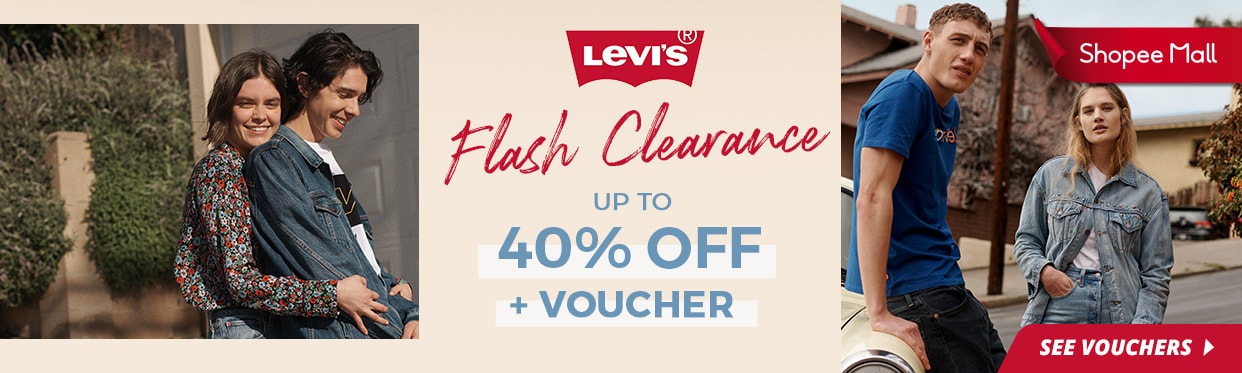 LEVI'S®
Flash Clearance
UP TO
40% OFF
+ VOUCHER
Shopee Mall
SEE VOUCHERS